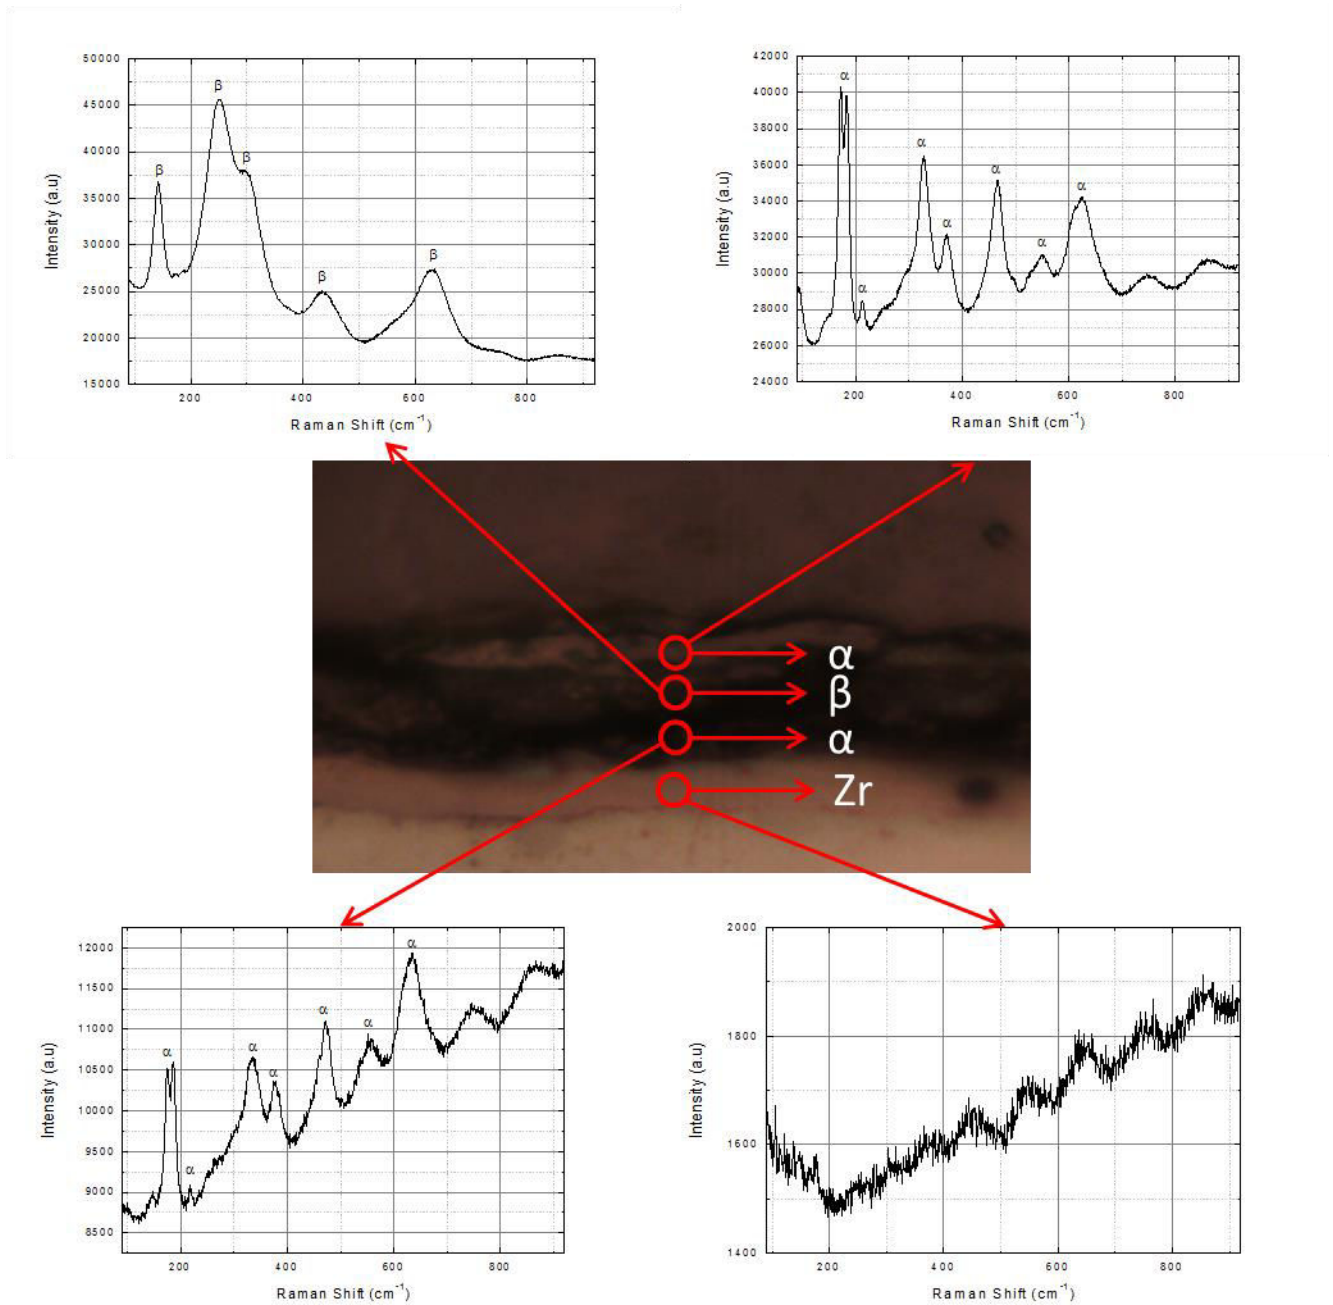 50000
45000
40000
35000
30000
25000
20000
15000
Intensity (a.u)
β
β
β
β
β
200
400
600
800
Raman Shift (cm⁻¹)
42000
40000
38000
36000
34000
32000
30000
28000
26000
24000
Intensity (a.u)
α
α
α
α
α
α
α
200
400
600
800
Raman Shift (cm⁻¹)
α
β
α
Zr
12000
11500
11000
10500
10000
9500
9000
8500
Intensity (a.u)
α
α
α
α
α
α
α
200
400
600
800
Raman Shift (cm⁻¹)
2000
1800
1600
1400
Intensity (a.u)
200
400
600
800
Raman Shift (cm⁻¹)